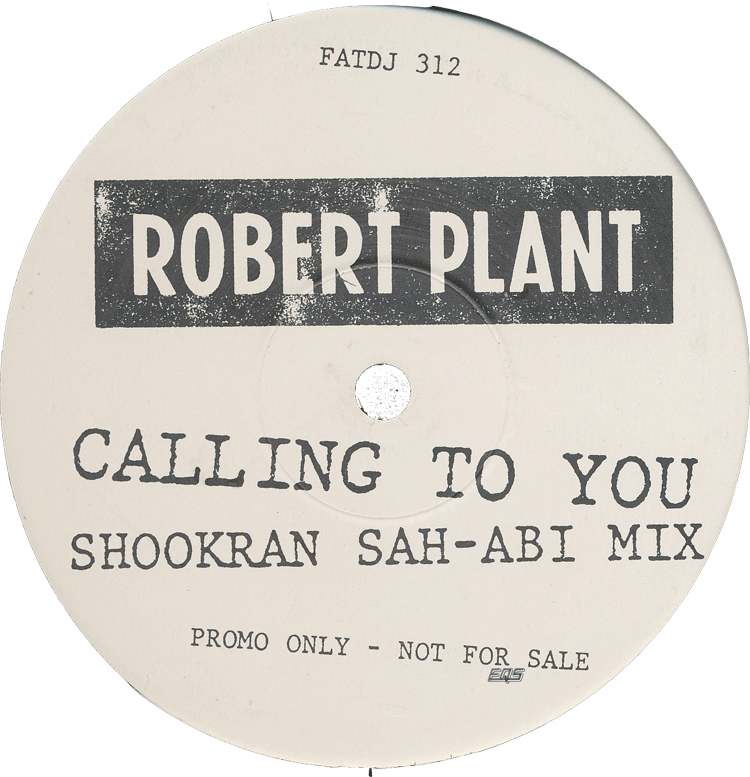 FATDJ 312
ROBERT PLANT
CALLING TO YOU
SHOOKRAN SAH-ABI MIX
PROMO ONLY - NOT FOR SALE
EQS